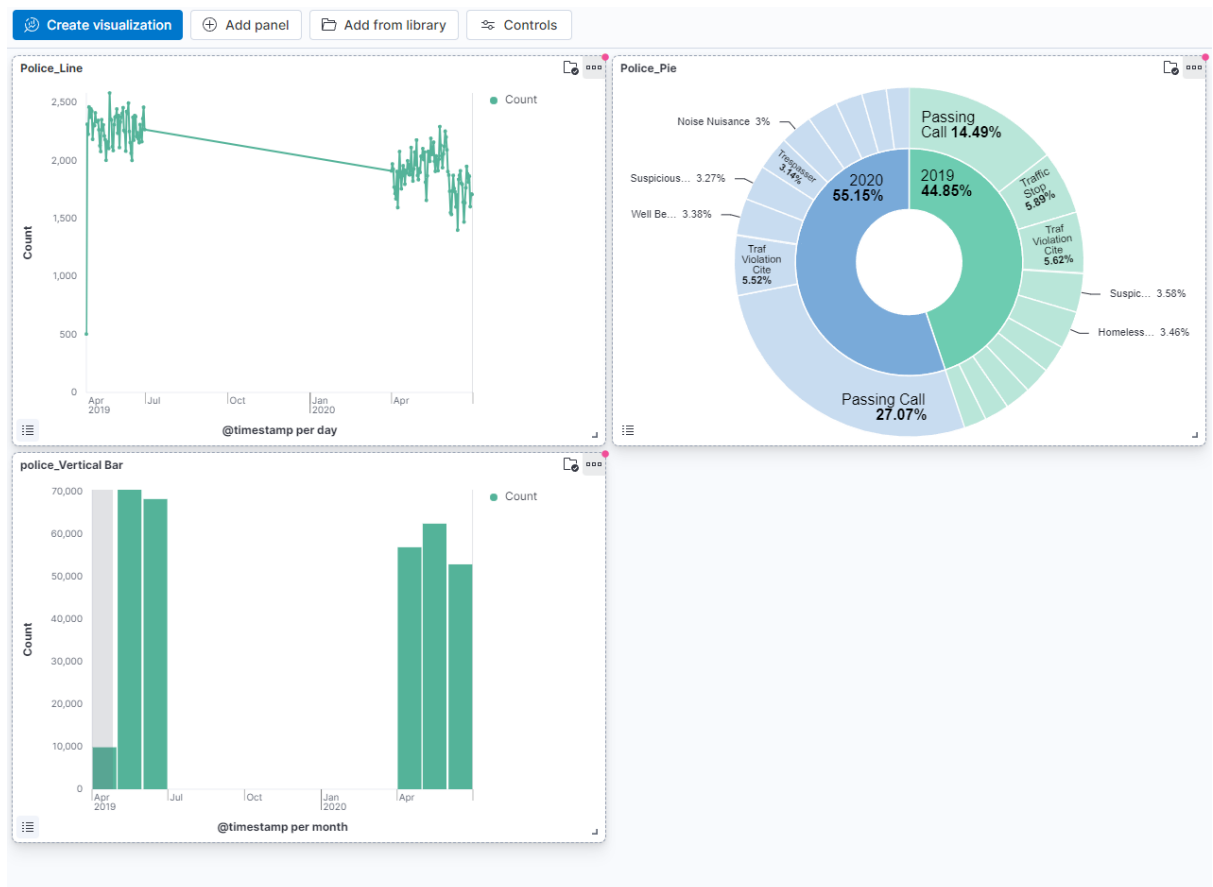 Create visualization
Add panel
Add from library
Controls
Police_Line
Count
2,500
2,000
1,500
1,000
500
0
Count
Apr
2019
Jul
Oct
Jan
2020
Apr
@timestamp per day
Police_Pie
Passing
Call 14.49%
Traffic
Stop
5.89%
Traf
Violation
Cite
5.62%
Suspic... 3.58%
Homeless... 3.46%
2019
44.85%
2020
55.15%
Noise Nuisance 3%
Trespasser
3.14%
Suspicious... 3.27%
Well Be... 3.38%
Traf
Violation
Cite
5.52%
Passing Call
27.07%
police_Vertical Bar
Count
70,000
60,000
50,000
40,000
30,000
20,000
10,000
0
Count
Apr
2019
Jul
Oct
Jan
2020
Apr
@timestamp per month